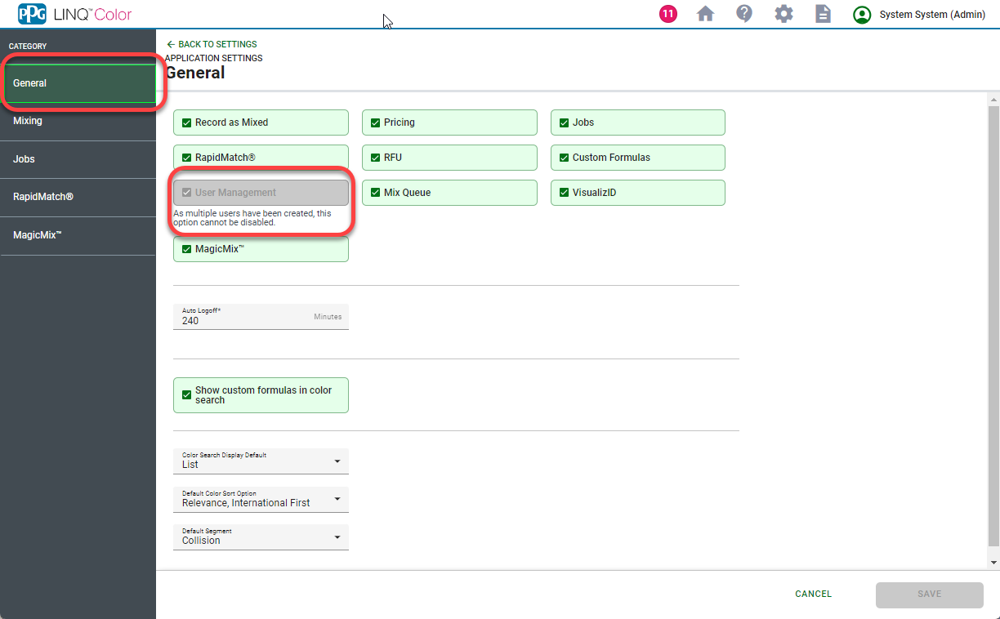 PPG LINQ™Color
11
System System (Admin)
CATEGORY
General
Mixing
Jobs
RapidMatch®
MagicMix™
BACK TO SETTINGS
APPLICATION SETTINGS
General
Record as Mixed
Pricing
Jobs
RapidMatch®
RFU
Custom Formulas
User Management
Mix Queue
VisualizID
As multiple users have been created, this
option cannot be disabled.
MagicMix™
Auto Logoff*
240
Minutes
Show custom formulas in color
search
Color Search Display Default
List
Default Color Sort Option
Relevance, International First
Default Segment
Collision
CANCEL
SAVE